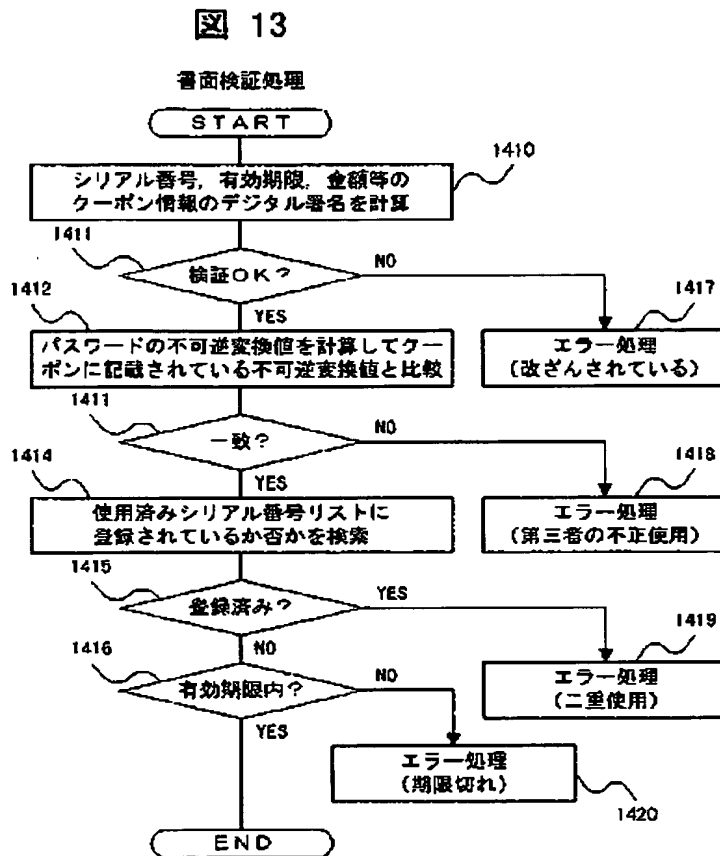 図 13
書面検証処理
START
1410
シリアル番号, 有効期限, 金額等の
クーポン情報のデジタル署名を計算
1411
検証OK?
NO
1417
YES
1412
パスワードの不可逆変換値を計算してクー
ポンに記載されている不可逆変換値と比較
エラー処理
(改ざんされている)
1411
一致?
NO
1418
YES
1414
使用済みシリアル番号リストに
登録されているか否かを検索
エラー処理
(第三者の不正使用)
1415
登録済み?
YES
1419
NO
1416
有効期限内?
NO
エラー処理
(二重使用)
YES
エラー処理
(期限切れ)
1420
END